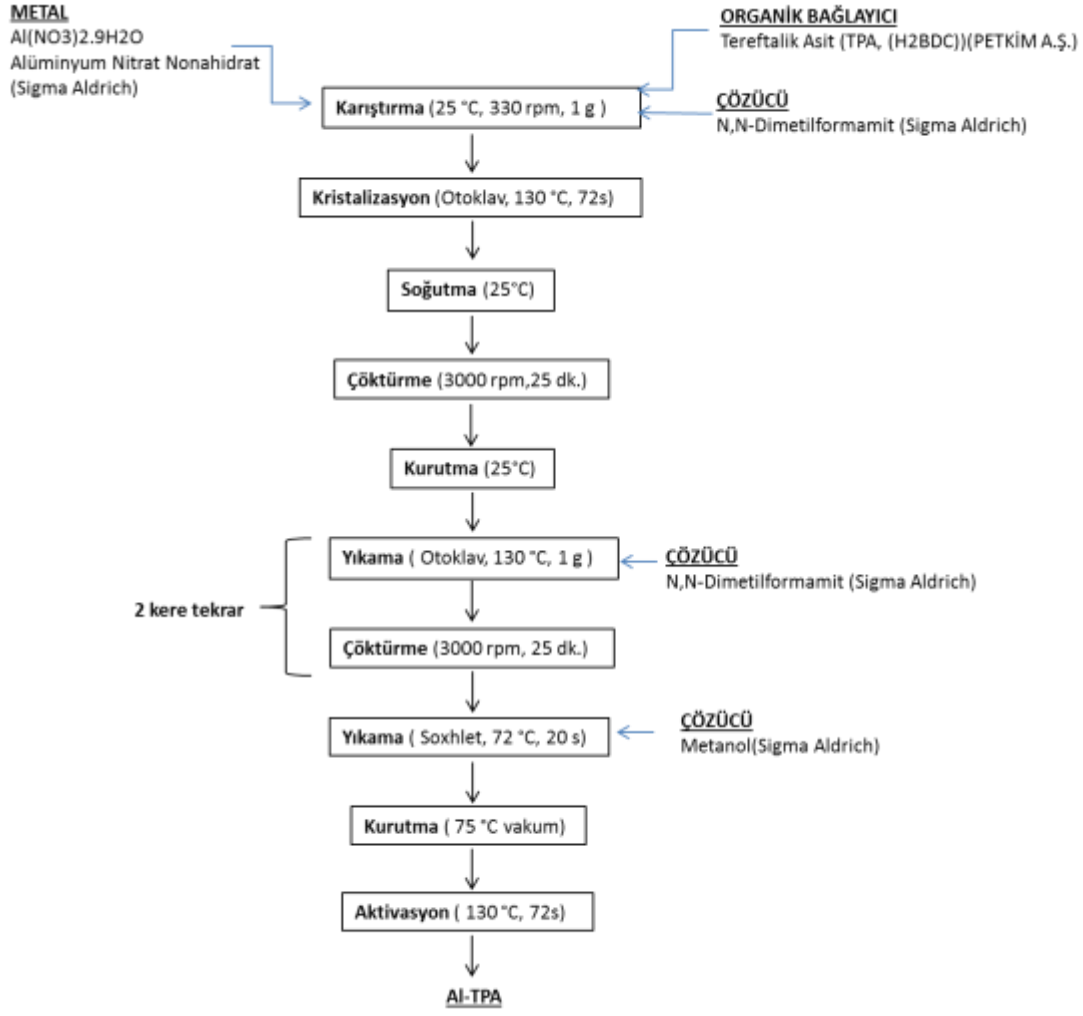 METAL
Al(NO3)2.9H2O
Alüminyum Nitrat Nonahidrat
(Sigma Aldrich)
ORGANİK BAĞLAYICI
Tereftalik Asit (TPA, (H2BDC))(PETKİM A.Ş.)
Karıştırma (25 °C, 330 rpm, 1 g )
ÇÖZÜCÜ
N,N-Dimetilformamit (Sigma Aldrich)
Kristalizasyon (Otoklav, 130 °C, 72s)
Soğutma (25°C)
Çöktürme (3000 rpm,25 dk.)
Kurutma (25°C)
Yıkama ( Otoklav, 130 °C, 1 g )
ÇÖZÜCÜ
N,N-Dimetilformamit (Sigma Aldrich)
2 kere tekrar
Çöktürme (3000 rpm, 25 dk.)
Yıkama ( Soxhlet, 72 °C, 20 s)
ÇÖZÜCÜ
Metanol(Sigma Aldrich)
Kurutma ( 75 °C vakum)
Aktivasyon ( 130 °C, 72s)
Al-TPA